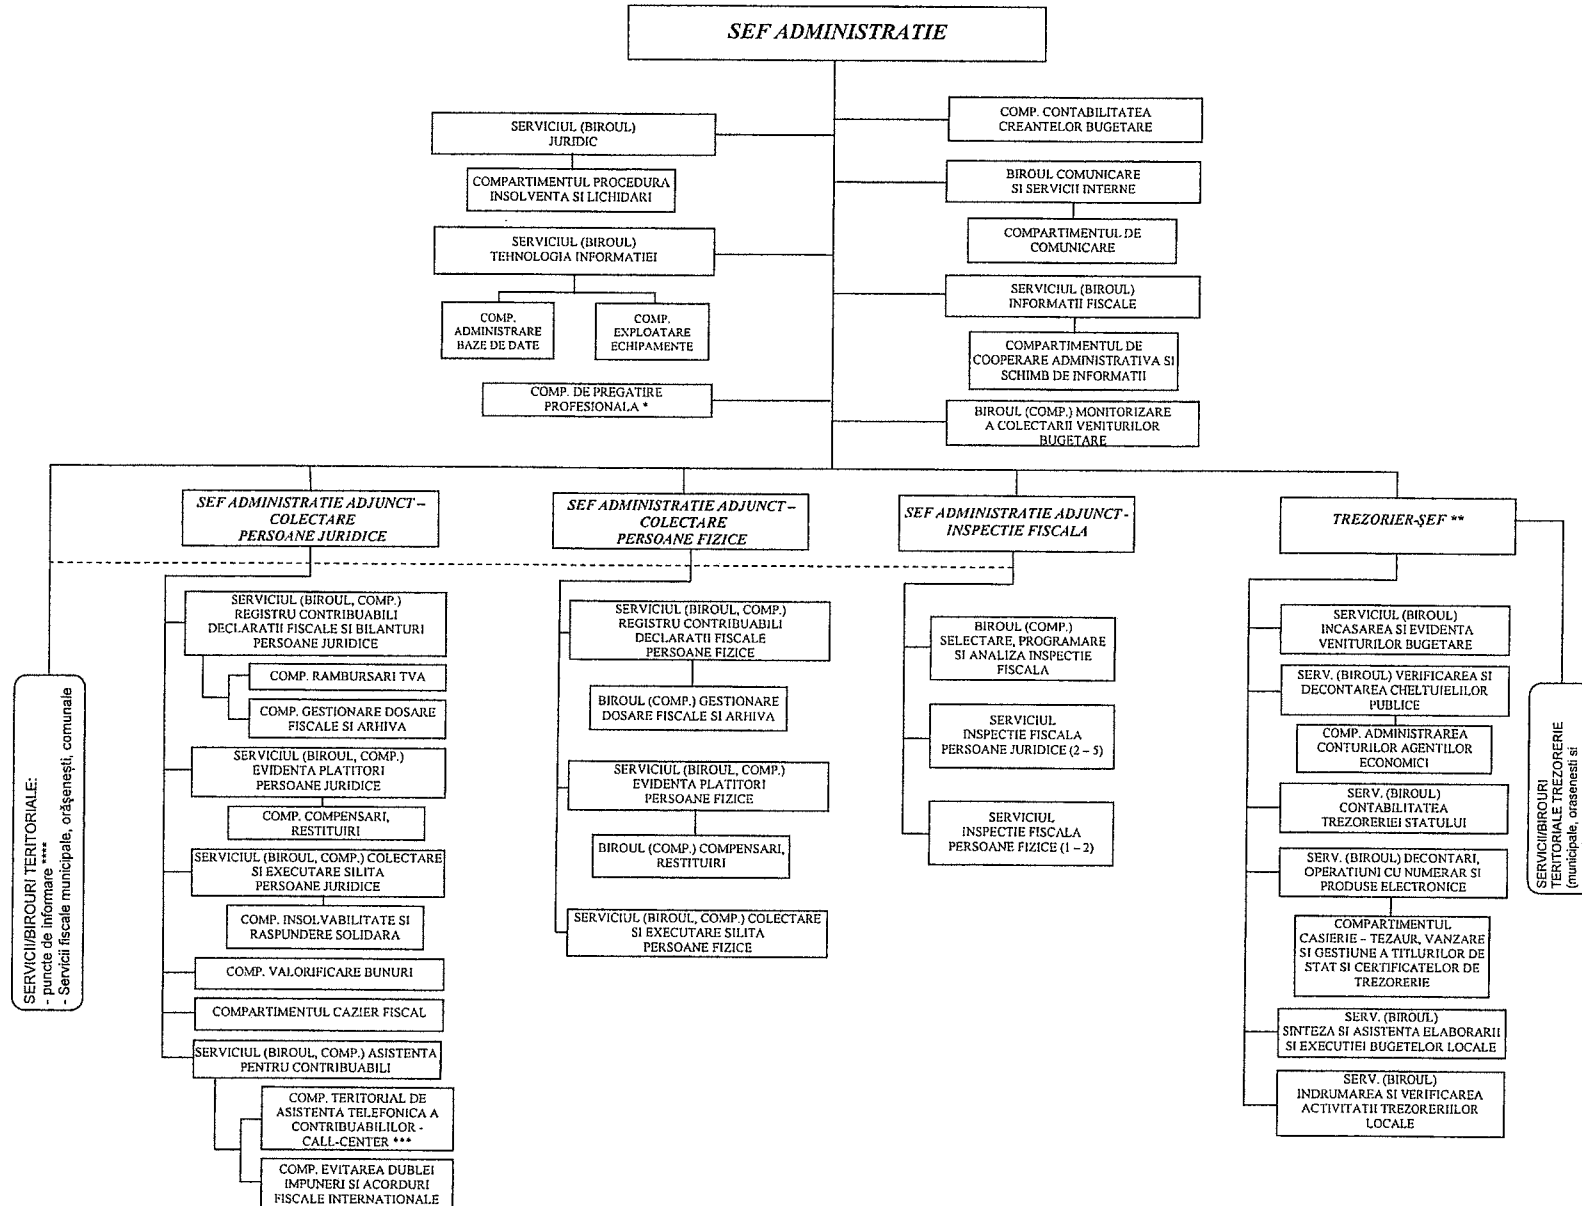 SEF ADMINISTRATIE
SERVICIUL (BIROUL)
JURIDIC
COMPARTIMENTUL PROCEDURA
INSOLVENTA SI LICHIDARI
SERVICIUL (BIROUL)
TEHNOLOGIA INFORMATIEI
COMP.
ADMINISTRARE
BAZE DE DATE
COMP.
EXPLOATARE
ECHIPAMENTE
COMP. DE PREGATIRE
PROFESIONALA *
COMP. CONTABILITATEA
CREANTELOR BUGETARE
BIROUL COMUNICARE
SI SERVICII INTERNE
COMPARTIMENTUL DE
COMUNICARE
SERVICIUL (BIROUL)
INFORMATII FISCALE
COMPARTIMENTUL DE
COOPERARE ADMINISTRATIVA SI
SCHIMB DE INFORMATII
BIROUL (COMP.) MONITORIZARE
A COLECTARII VENITURILOR
BUGETARE
SERVICII/BIROURI TERITORIALE:
- puncte de informare ****
- Servicii fiscale municipale, orăşeneşti, comunale
SEF ADMINISTRATIE ADJUNCT –
COLECTARE
PERSOANE JURIDICE
SERVICIUL (BIROUL, COMP.)
REGISTRU CONTRIBUABILI
DECLARATII FISCALE SI BILANTURI
PERSOANE JURIDICE
COMP. RAMBURSARI TVA
COMP. GESTIONARE DOSARE
FISCALE SI ARHIVA
SERVICIUL (BIROUL, COMP.)
EVIDENTA PLATITORI
PERSOANE JURIDICE
COMP. COMPENSARI,
RESTITUIRI
SERVICIUL (BIROUL, COMP.) COLECTARE
SI EXECUTARE SILITA
PERSOANE JURIDICE
COMP. INSOLVABILITATE SI
RASPUNDERE SOLIDARA
COMP. VALORIFICARE BUNURI
COMPARTIMENTUL CAZIER FISCAL
SERVICIUL (BIROUL, COMP.) ASISTENTA
PENTRU CONTRIBUABILI
COMP. TERITORIAL DE
ASISTENTA TELEFONICA A
CONTRIBUABILILOR -
CALL-CENTER ***
COMP. EVITAREA DUBLEI
IMPUNERI SI ACORDURI
FISCALE INTERNATIONALE
SEF ADMINISTRATIE ADJUNCT –
COLECTARE
PERSOANE FIZICE
SERVICIUL (BIROUL, COMP.)
REGISTRU CONTRIBUABILI
DECLARATII FISCALE
PERSOANE FIZICE
BIROUL (COMP.) GESTIONARE
DOSARE FISCALE SI ARHIVA
SERVICIUL (BIROUL, COMP.)
EVIDENTA PLATITORI
PERSOANE FIZICE
BIROUL (COMP.) COMPENSARI,
RESTITUIRI
SERVICIUL (BIROUL, COMP.) COLECTARE
SI EXECUTARE SILITA
PERSOANE FIZICE
SEF ADMINISTRATIE ADJUNCT -
INSPECTIE FISCALA
BIROUL (COMP.)
SELECTARE, PROGRAMARE
SI ANALIZA INSPECTIE
FISCALA
SERVICIUL
INSPECTIE FISCALA
PERSOANE JURIDICE (2 – 5)
SERVICIUL
INSPECTIE FISCALA
PERSOANE FIZICE (1 – 2)
TREZORIER-ŞEF **
SERVICIUL (BIROUL)
INCASAREA SI EVIDENTA
VENITURILOR BUGETARE
SERV. (BIROUL) VERIFICAREA SI
DECONTAREA CHELTUIELILOR
PUBLICE
COMP. ADMINISTRAREA
CONTURILOR AGENTILOR
ECONOMICI
SERV. (BIROUL)
CONTABILITATEA
TREZORERIEI STATULUI
SERV. (BIROUL) DECONTARI,
OPERATIUNI CU NUMERAR SI
PRODUSE ELECTRONICE
COMPARTIMENTUL
CASIERIE – TEZAUR, VANZARE
SI GESTIUNE A TITLURILOR DE
STAT SI CERTIFICATELOR DE
TREZORERIE
SERV. (BIROUL)
SINTEZA SI ASISTENTA ELABORARII
SI EXECUTIEI BUGETELOR LOCALE
SERV. (BIROUL)
INDRUMAREA SI VERIFICAREA
ACTIVITATII TREZORERIILOR
LOCALE
SERVICII/BIROURI
TERITORIALE TREZORERIE
(municipale, orasenesti si